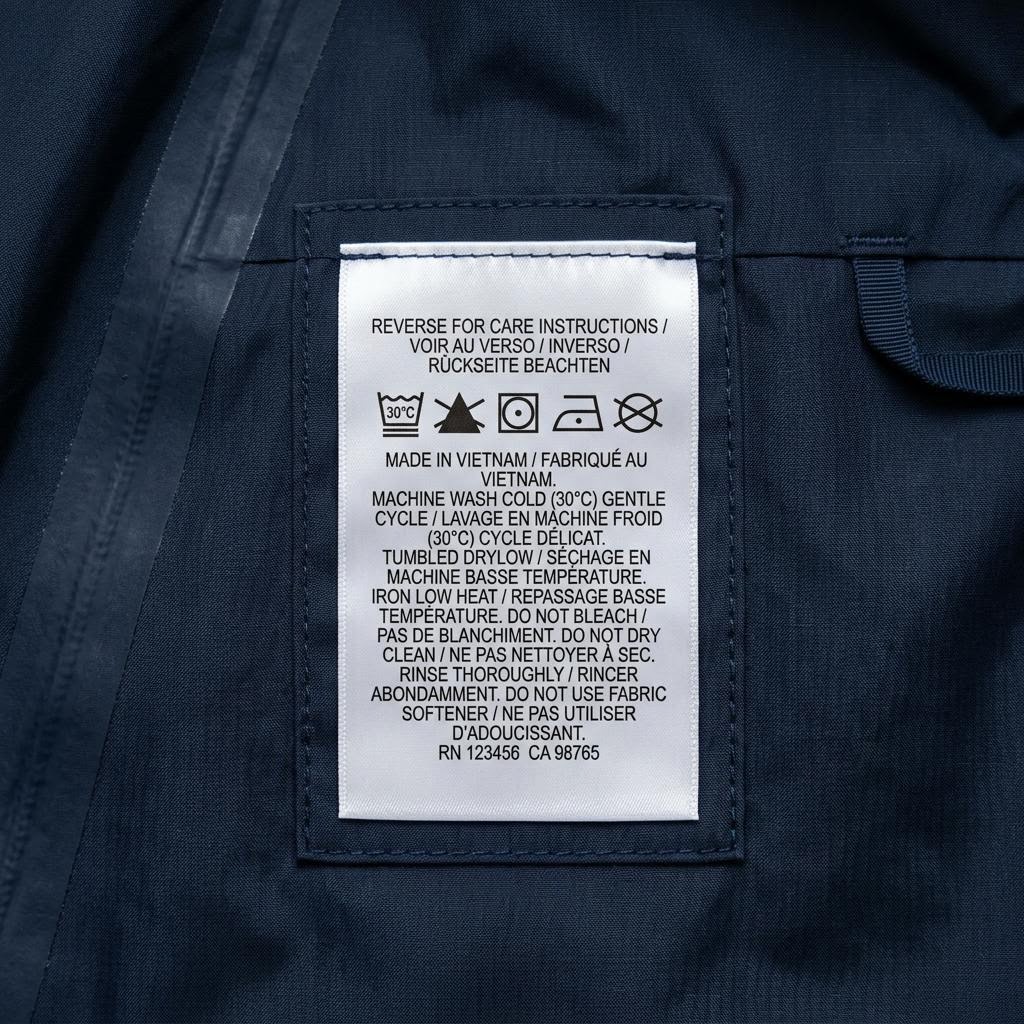 REVERSE FOR CARE INSTRUCTIONS /
VOIR AU VERSO / INVERSO /
RÜCKSEITE BEACHTEN
30°C
MADE IN VIETNAM / FABRIQUÉ AU
VIETNAM.
MACHINE WASH COLD (30°C) GENTLE
CYCLE / LAVAGE EN MACHINE FROID
(30°C) CYCLE DÉLICAT.
TUMBLED DRYLOW / SÉCHAGE EN
MACHINE BASSE TEMPÉRATURE.
IRON LOW HEAT / REPASSAGE BASSE
TEMPÉRATURE. DO NOT BLEACH /
PAS DE BLANCHIMENT. DO NOT DRY
CLEAN / NE PAS NETTOYER À SEC.
RINSE THOROUGHLY / RINCER
ABONDAMMENT. DO NOT USE FABRIC
SOFTENER / NE PAS UTILISER
D'ADOUCISSANT.
RN 123456 CA 98765